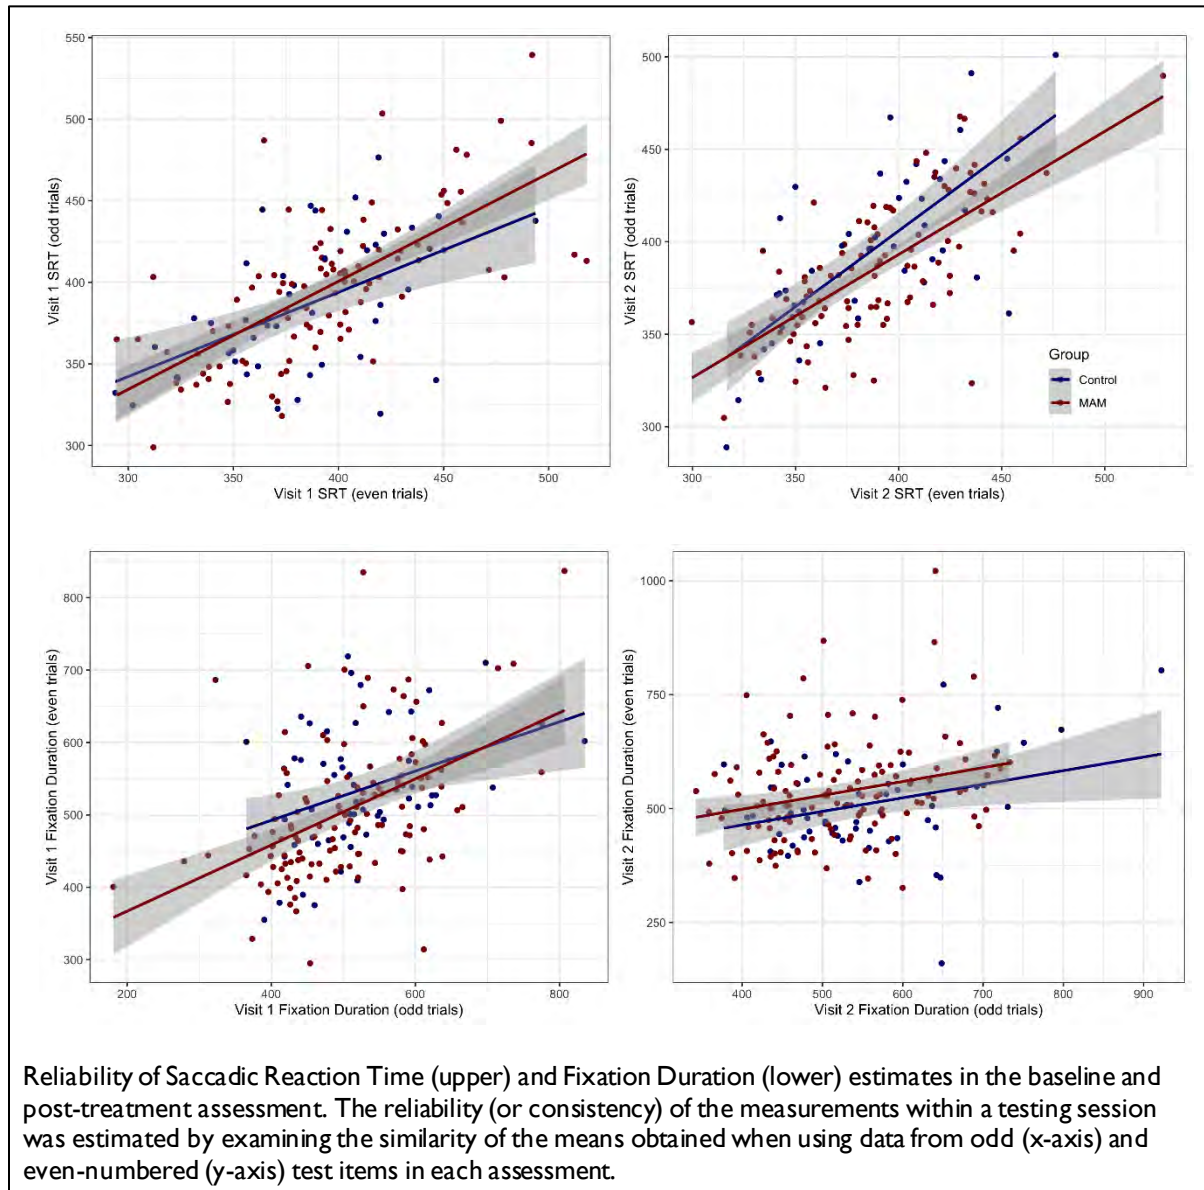 550
500
450
400
350
300
Visit 1 SRT (odd trials)
300 350 400 450 500
Visit 1 SRT (even trials)
500
450
400
350
300
Visit 2 SRT (odd trials)
Group
Control
MAM
300 350 400 450 500
Visit 2 SRT (even trials)
800
700
600
500
400
300
Visit 1 Fixation Duration (even trials)
200 400 600 800
Visit 1 Fixation Duration (odd trials)
1000
750
500
250
Visit 2 Fixation Duration (even trials)
400 500 600 700 800 900
Visit 2 Fixation Duration (odd trials)
Reliability of Saccadic Reaction Time (upper) and Fixation Duration (lower) estimates in the baseline and
post-treatment assessment. The reliability (or consistency) of the measurements within a testing session
was estimated by examining the similarity of the means obtained when using data from odd (x-axis) and
even-numbered (y-axis) test items in each assessment.